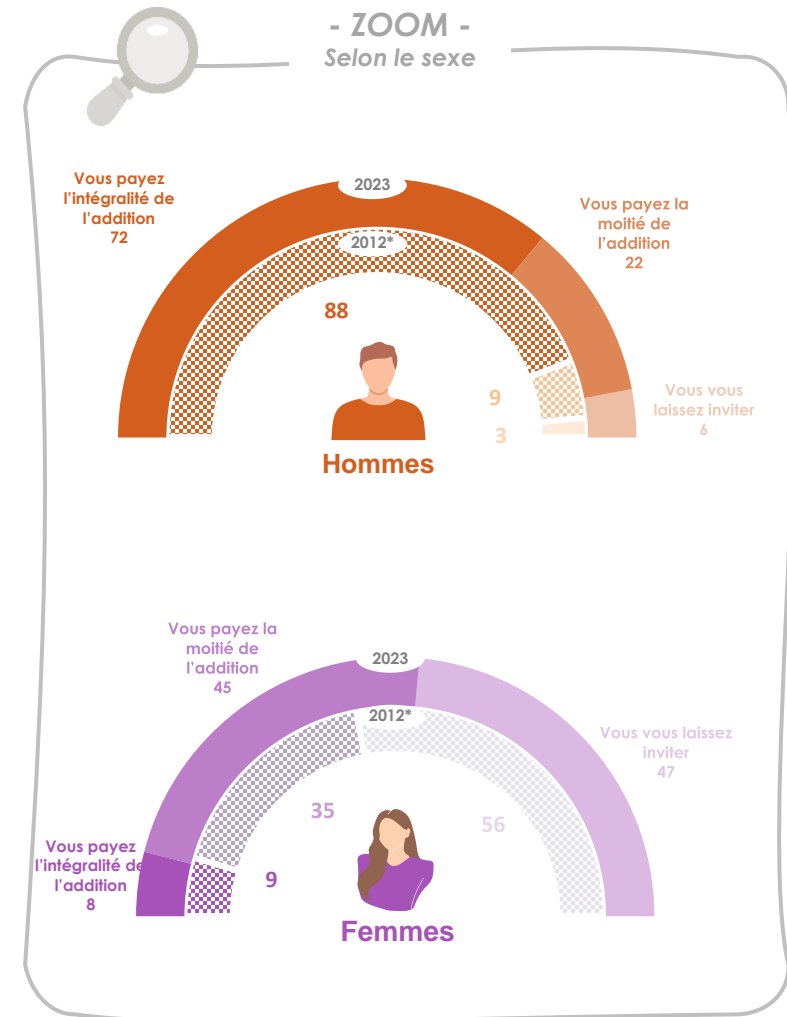 - ZOOM -
Selon le sexe
Vous payez
l'intégralité de
l'addition
72
2023
Vous payez la
moitié de
l'addition
22
2012*
88
9
3
Vous vous
laissez inviter
6
Hommes
Vous payez la
moitié de
l'addition
45
2023
2012*
Vous vous laissez
inviter
47
35
56
Vous payez
l'intégralité de
l'addition
8
9
Femmes